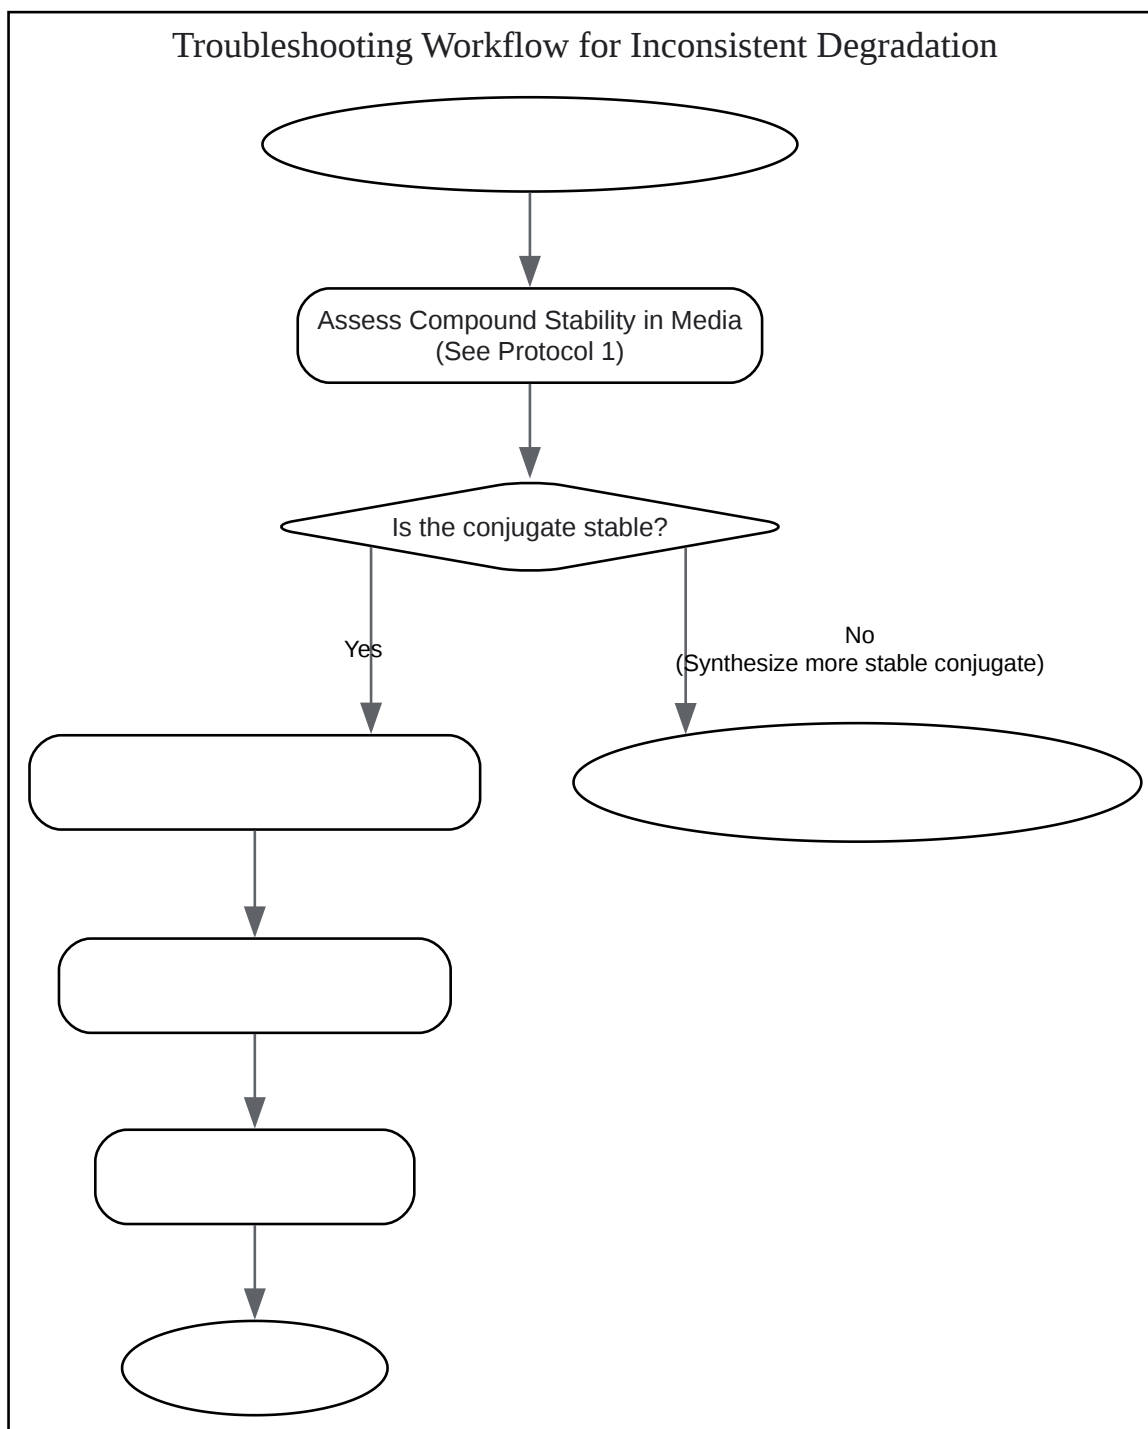 Troubleshooting Workflow for Inconsistent Degradation
Assess Compound Stability in Media
(See Protocol 1)
Is the conjugate stable?
Yes
No
(Synthesize more stable conjugate)